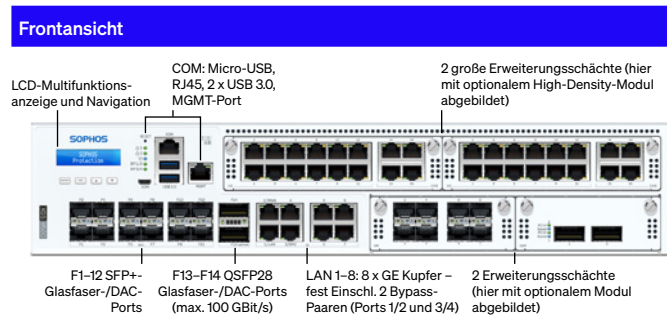 Frontansicht
LCD-Multifunktions-
anzeige und Navigation
COM: Micro-USB,
RJ45, 2 x USB 3.0,
MGMT-Port
2 große Erweiterungsschächte (hier
mit optionalem High-Density-Modul
abgebildet)
SOPHOS
SOPHOS
Protection
F1–12 SFP+-
Glasfaser-/DAC-
Ports
F13–F14 QSFP28
Glasfaser-/DAC-Ports
(max. 100 GBit/s)
LAN 1–8: 8 x GE Kupfer –
fest Einschl. 2 Bypass-
Paaren (Ports 1/2 und 3/4)
2 Erweiterungsschächte
(hier mit optionalem Modul
abgebildet)